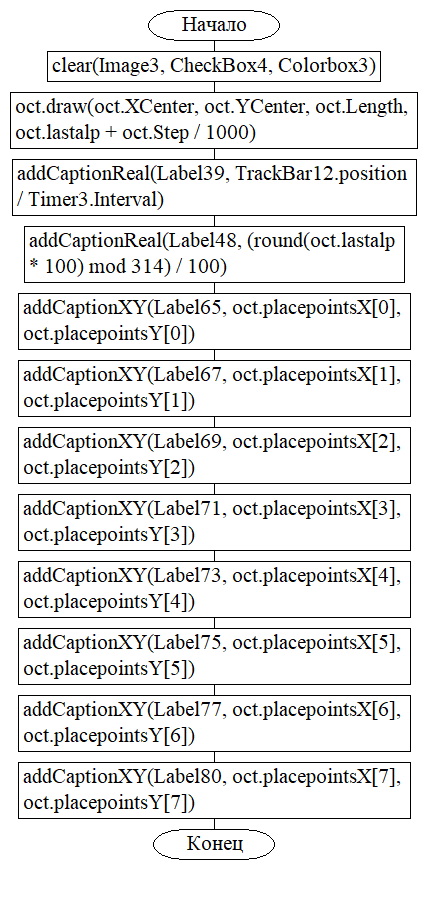 Начало
clear(Image3, CheckBox4, Colorbox3)
oct.draw(oct.XCenter, oct.YCenter, oct.Length,
oct.lastalp + oct.Step / 1000)
addCaptionReal(Label39, TrackBar12.position
/ Timer3.Interval)
addCaptionReal(Label48, (round(oct.lastalp
* 100) mod 314) / 100)
addCaptionXY(Label65, oct.placepointsX[0],
oct.placepointsY[0])
addCaptionXY(Label67, oct.placepointsX[1],
oct.placepointsY[1])
addCaptionXY(Label69, oct.placepointsX[2],
oct.placepointsY[2])
addCaptionXY(Label71, oct.placepointsX[3],
oct.placepointsY[3])
addCaptionXY(Label73, oct.placepointsX[4],
oct.placepointsY[4])
addCaptionXY(Label75, oct.placepointsX[5],
oct.placepointsY[5])
addCaptionXY(Label77, oct.placepointsX[6],
oct.placepointsY[6])
addCaptionXY(Label80, oct.placepointsX[7],
oct.placepointsY[7])
Конец